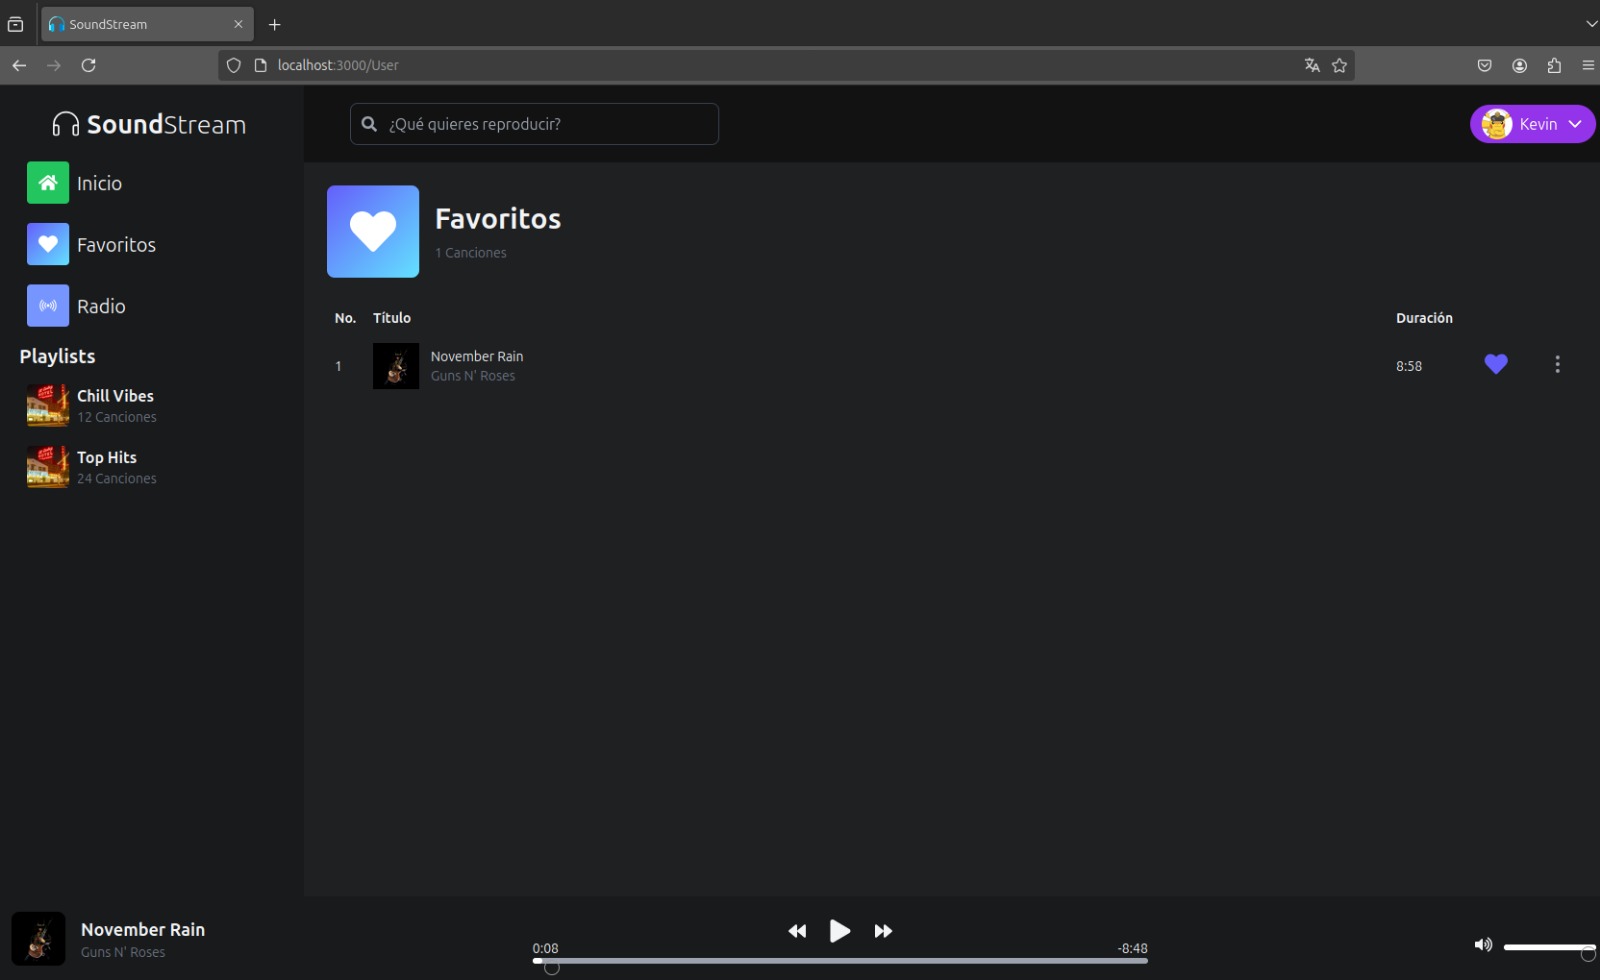 SoundStream
localhost:3000/User
SoundStream
¿Qué quieres reproducir?
Kevin
Inicio
Favoritos
Radio
Playlists
Chill Vibes
12 Canciones
Top Hits
24 Canciones
Favoritos
1 Canciones
No. Título Duración
1 November Rain 8:58
Guns N' Roses
November Rain
Guns N' Roses
0:08 -8:48